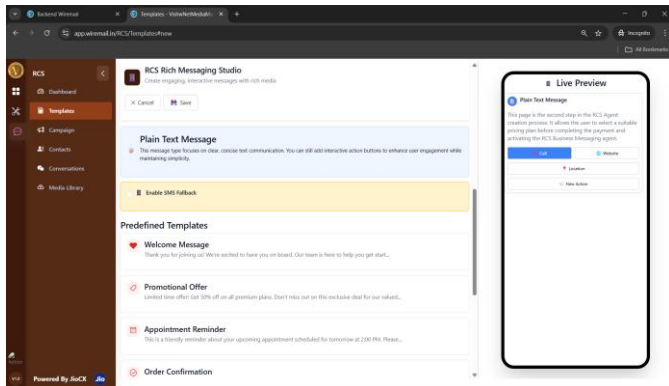 Backend Wiremail
Templates - VishwNetMediaMa
app.wiremail.in/RCS/Templates#new
Incognito
All Bookmarks
RCS
Dashboard
Templates
Campaign
Contacts
Conversations
Media Library
Powered By JioCX
Jio
RCS Rich Messaging Studio
Create engaging, interactive messages with rich media
Cancel
Save
Plain Text Message
This message type focuses on clear, concise text communication. You can still add interactive action buttons to enhance user engagement while
maintaining simplicity.
Enable SMS Fallback
Predefined Templates
Welcome Message
Thank you for joining us! We're excited to have you on board. Our team is here to help you get start...
Promotional Offer
Limited time offer: Get 50% off on all premium plans. Don't miss out on this exclusive deal for our valued...
Appointment Reminder
This is a friendly reminder about your upcoming appointment scheduled for tomorrow at 2:00 PM. Please...
Order Confirmation
Live Preview
Plain Text Message
This page is the second step in the RCS Agent
creation process. It allows the user to select a suitable
pricing plan before completing the payment and
activating the RCS Business Messaging agent.
Call
Website
Location
New Action